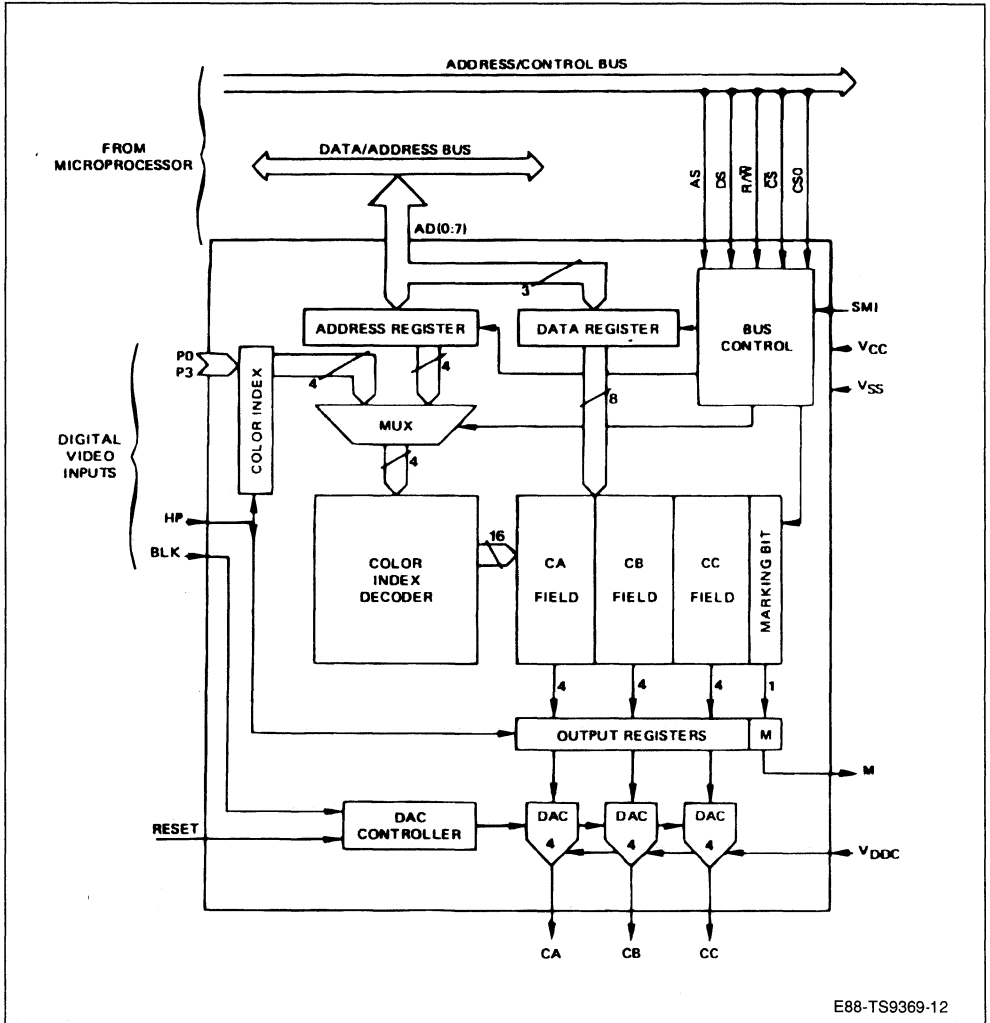 ADDRESS/CONTROL BUS
FROM
MICROPROCESSOR
DATA/ADDRESS BUS
AS
DS
R/W̅
C̅S̅
CS0
AD(0:7)
3
ADDRESS REGISTER
DATA REGISTER
BUS
CONTROL
SMI
VCC
VSS
P0
P3
COLOR INDEX
4
4
8
MUX
DIGITAL
VIDEO
INPUTS
4
HP
BLK
COLOR
INDEX
DECODER
16
CA
FIELD
CB
FIELD
CC
FIELD
MARKING BIT
4
4
4
1
OUTPUT REGISTERS
M
M
RESET
DAC
CONTROLLER
DAC
4
DAC
4
DAC
4
VDDC
CA
CB
CC
E88-TS9369-12